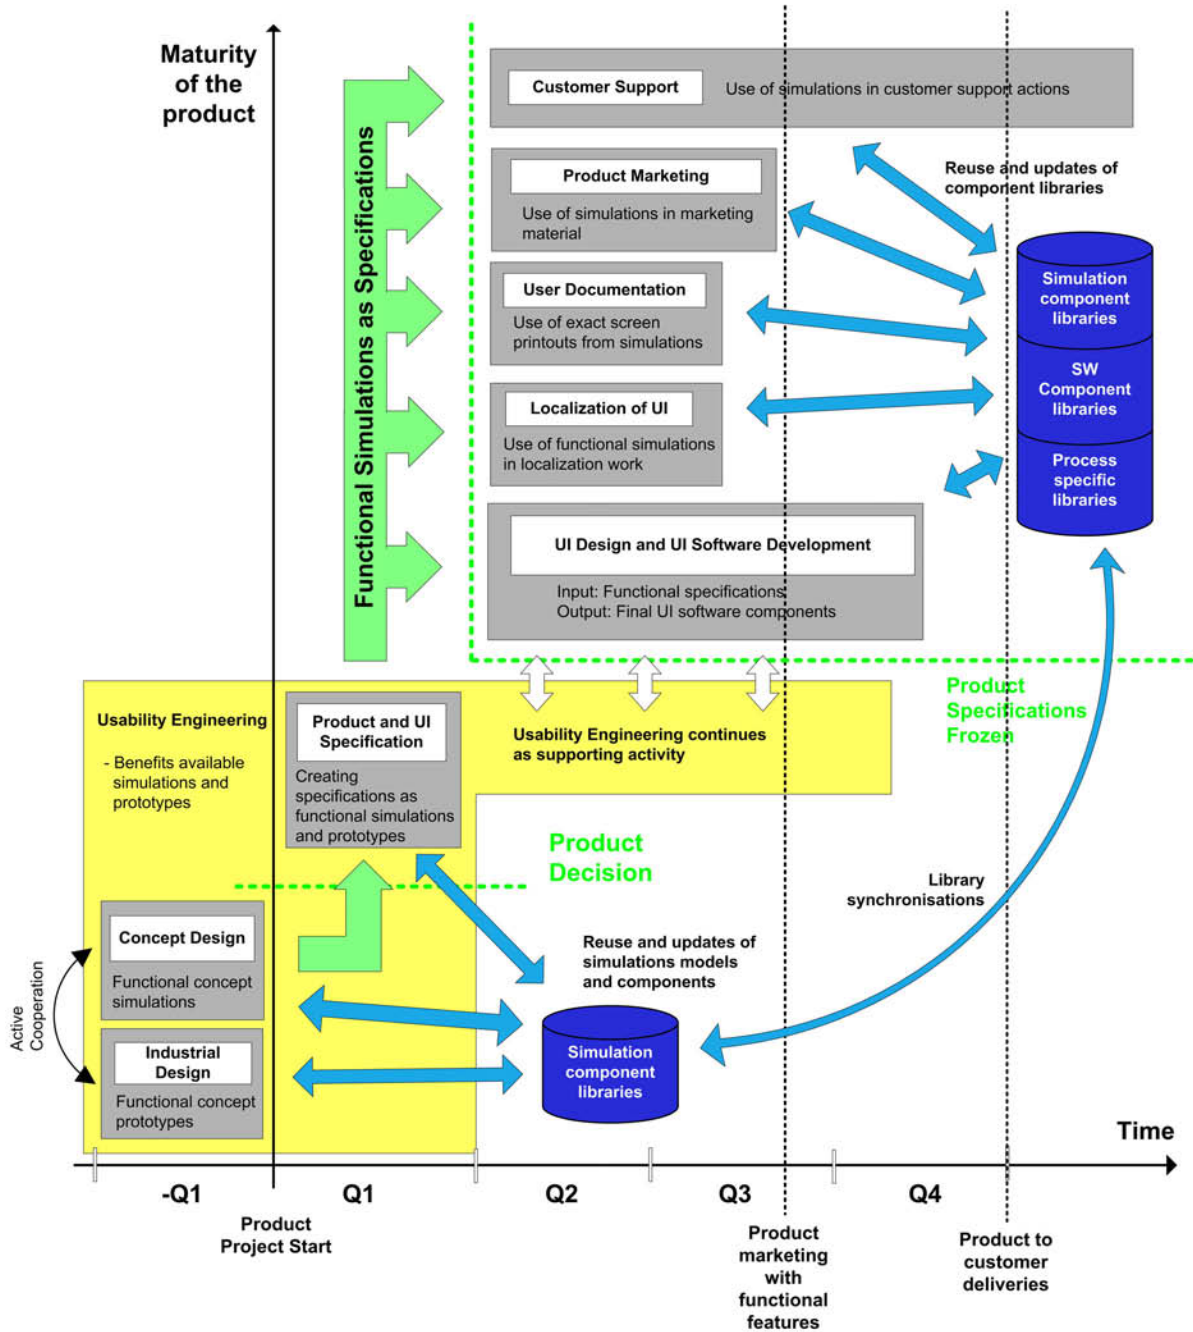 Maturity
of the
product
Functional Simulations as Specifications
Customer Support
Use of simulations in customer support actions
Product Marketing
Use of simulations in marketing
material
Reuse and updates of
component libraries
User Documentation
Use of exact screen
printouts from simulations
Simulation
component
libraries
SW
Component
libraries
Process
specific
libraries
Localization of UI
Use of functional simulations
in localization work
UI Design and UI Software Development
Input: Functional specifications
Output: Final UI software components
Product
Specifications
Frozen
Usability Engineering
- Benefits available
simulations and
prototypes
Product and UI
Specification
Creating
specifications as
functional simulations
and prototypes
Usability Engineering continues
as supporting activity
Product
Decision
Library
synchronisations
Concept Design
Functional concept
simulations
Active
Cooperation
Industrial
Design
Functional concept
prototypes
Reuse and updates of
simulations models
and components
Simulation
component
libraries
Time
-Q1
Q1
Q2
Q3
Q4
Product
Project Start
Product
marketing
with
functional
features
Product to
customer
deliveries